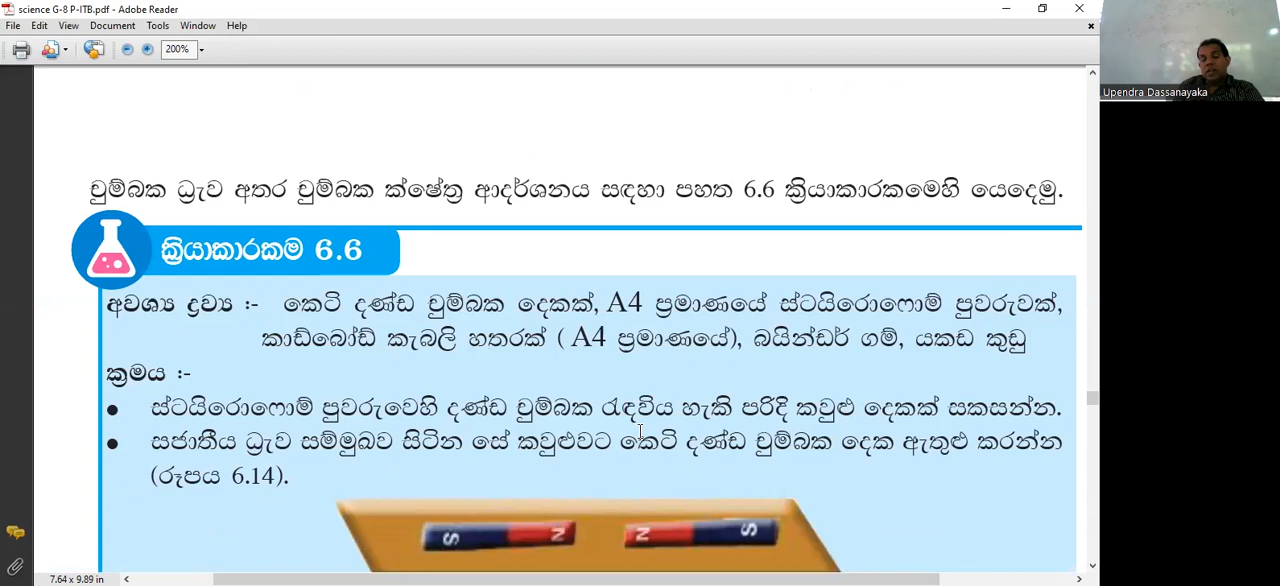 science G-8 P-ITB.pdf - Adobe Reader
File Edit View Document Tools Window Help
200%
Upendra Dassanayaka
චුම්බක ධ්‍රැව අතර චුම්බක ක්ෂේත්‍ර ආදර්ශනය සඳහා පහත 6.6 ක්‍රියාකාරකමෙහි යෙදෙමු.
ක්‍රියාකාරකම 6.6
අවශ්‍ය ද්‍රව්‍ය :- කෙටි දණ්ඩ චුම්බක දෙකක්, A4 ප්‍රමාණයේ ස්ටයිරොෆොම් පුවරුවක්,
කාඩ්බෝඩ් කැබලි හතරක් ( A4 ප්‍රමාණයේ), බයින්ඩර් ගම්, යකඩ කුඩු
ක්‍රමය :-
● ස්ටයිරොෆොම් පුවරුවෙහි දණ්ඩ චුම්බක රැඳවිය හැකි පරිදි කවුළු දෙකක් සකසන්න.
● සජාතීය ධ්‍රැව සම්මුඛව සිටින සේ කවුළුවට කෙටි දණ්ඩ චුම්බක දෙක ඇතුළු කරන්න
(රූපය 6.14).
S N N S
7.64 x 9.89 in